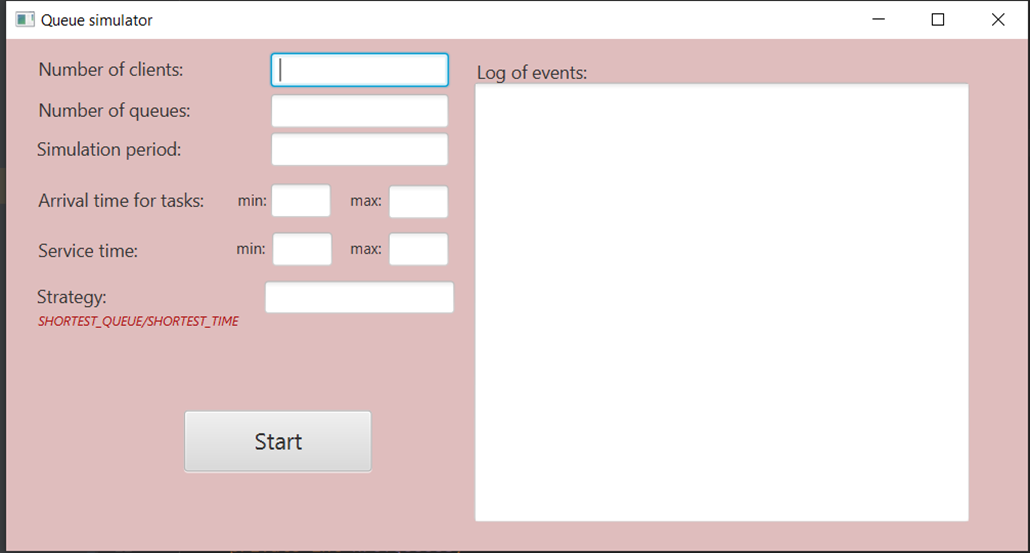 Queue simulator
Number of clients:
Number of queues:
Simulation period:
Arrival time for tasks: min: max:
Service time: min: max:
Strategy:
SHORTEST_QUEUE/SHORTEST_TIME
Start
Log of events: